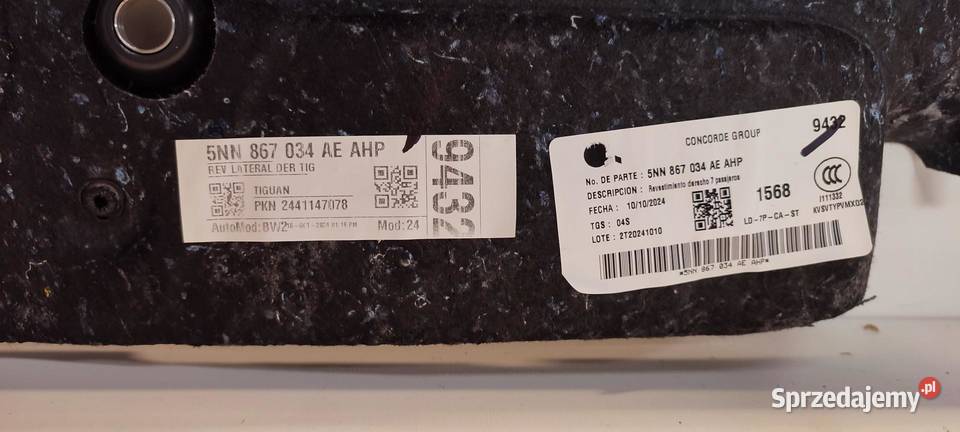 5NN 867 034 AE AHP
REV LATERAL DER TIG
TIGUAN
PKN 2441147078
AutoMod: BW2
Mod: 24
9432
CONCORDE GROUP
9432
No. DE PARTE: 5NN 867 034 AE AHP
DESCRIPCION: Revestimiento derecho 7 pasajeros
FECHA: 10/10/2024
TGS: 04S
LOTE: 2T20241010
1568
LD-7P-CA-ST
CCC
I111332
*5NN 867 034 AE AHP*
Sprzedajemy.pl